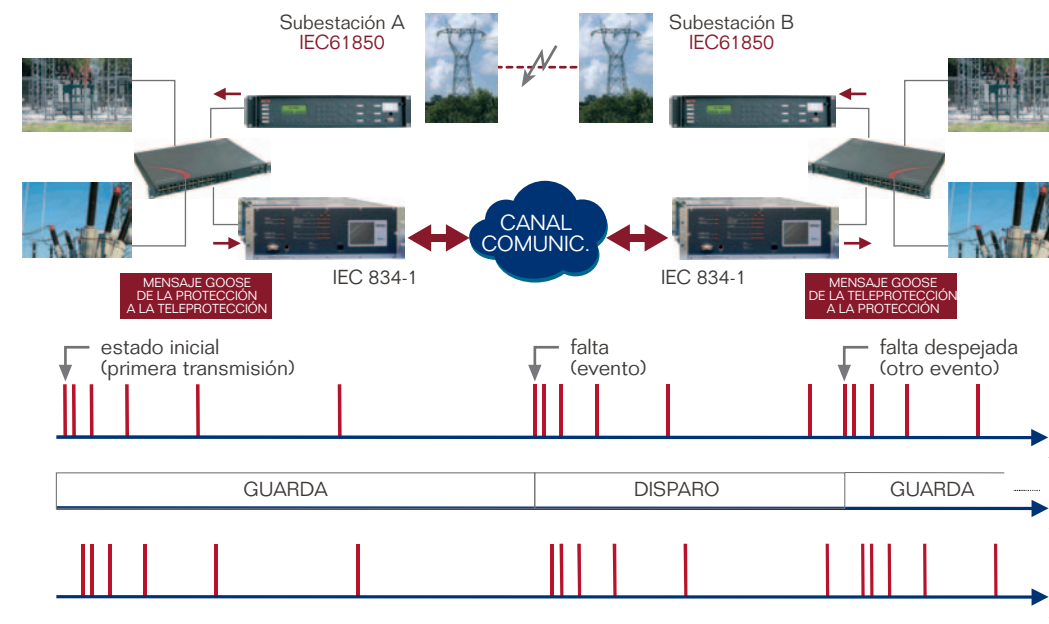 Subestación A
IEC61850
Subestación B
IEC61850
CANAL
COMUNIC.
IEC 834-1
IEC 834-1
MENSAJE GOOSE
DE LA PROTECCIÓN
A LA TELEPROTECCIÓN
MENSAJE GOOSE
DE LA TELEPROTECCIÓN
A LA PROTECCIÓN
estado inicial
(primera transmisión)
falta
(evento)
falta despejada
(otro evento)
GUARDA
DISPARO
GUARDA